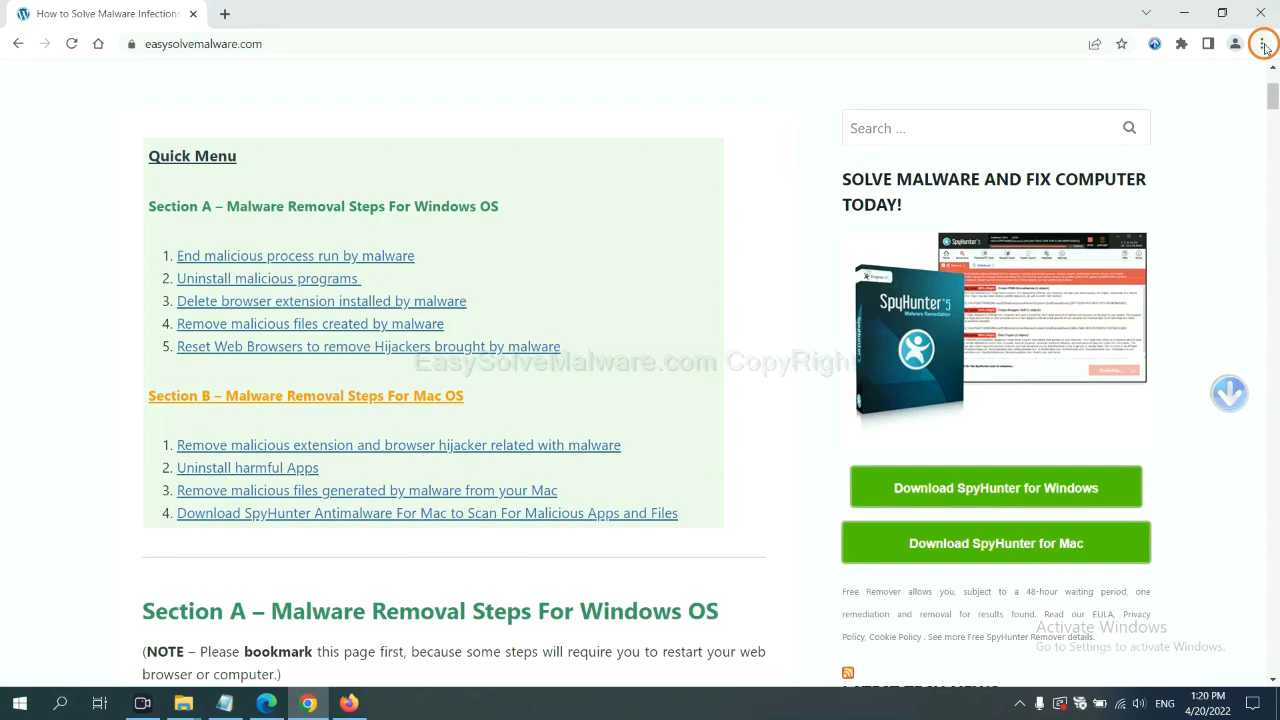 How to Solve Malware Infections
easysolvemalware.com
Quick Menu
Section A – Malware Removal Steps For Windows OS
1. End malicious process run by malware
2. Uninstall malicious programs.
3. Delete browser extension installed by malware
4. Remove malicious files created by malware
5. Reset Web Browser to remove Hijackers brought by malware
Section B – Malware Removal Steps For Mac OS
1. Remove malicious extension and browser hijacker related with malware
2. Uninstall harmful Apps
3. Remove malicious files generated by malware from your Mac
4. Download SpyHunter Antimalware For Mac to Scan For Malicious Apps and Files
Section A – Malware Removal Steps For Windows OS
(NOTE – Please bookmark this page first, because some steps will require you to restart your web
browser or computer.)
Search ...
SOLVE MALWARE AND FIX COMPUTER
TODAY!
SpyHunter 5
SpyHunter 5
Malware Remediation
Download SpyHunter for Windows
Download SpyHunter for Mac
Free Remover allows you, subject to a 48-hour waiting period, one
remediation and removal for results found. Read our EULA, Privacy
Policy, Cookie Policy . See more Free SpyHunter Remover details.
Activate Windows
Go to Settings to activate Windows.
LATEST TECH NEWS
ENG
1:20 PM
4/20/2022